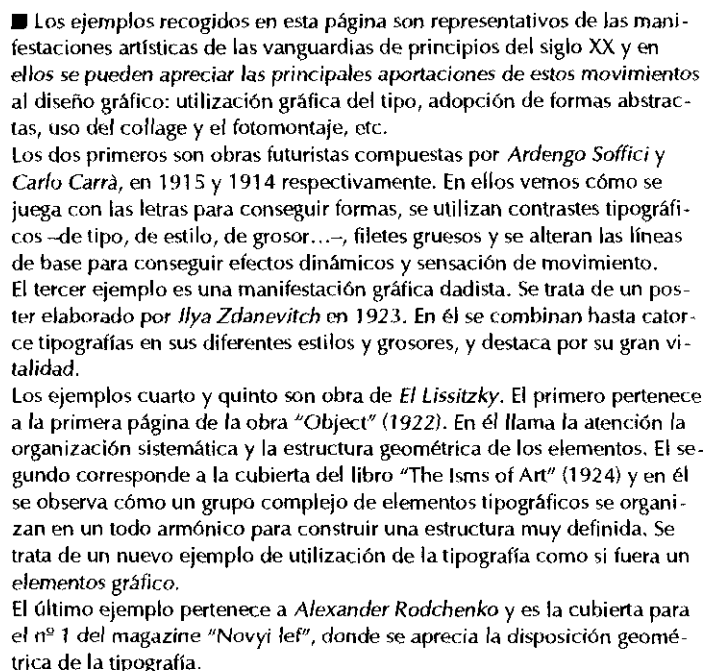 ■ Los ejemplos recogidos en esta página son representativos de las mani-
festaciones artísticas de las vanguardias de principios del siglo XX y en
ellos se pueden apreciar las principales aportaciones de estos movimientos
al diseño gráfico: utilización gráfica del tipo, adopción de formas abstrac-
tas, uso del collage y el fotomontaje, etc.
Los dos primeros son obras futuristas compuestas por Ardengo Soffici y
Carlo Carrà, en 1915 y 1914 respectivamente. En ellos vemos cómo se
juega con las letras para conseguir formas, se utilizan contrastes tipográfi-
cos –de tipo, de estilo, de grosor...–, filetes gruesos y se alteran las líneas
de base para conseguir efectos dinámicos y sensación de movimiento.
El tercer ejemplo es una manifestación gráfica dadista. Se trata de un pos-
ter elaborado por Ilya Zdanevitch en 1923. En él se combinan hasta cator-
ce tipografías en sus diferentes estilos y grosores, y destaca por su gran vi-
talidad.
Los ejemplos cuarto y quinto son obra de El Lissitzky. El primero pertenece
a la primera página de la obra "Object" (1922). En él llama la atención la
organización sistemática y la estructura geométrica de los elementos. El se-
gundo corresponde a la cubierta del libro "The Isms of Art" (1924) y en él
se observa cómo un grupo complejo de elementos tipográficos se organi-
zan en un todo armónico para construir una estructura muy definida. Se
trata de un nuevo ejemplo de utilización de la tipografía como si fuera un
elementos gráfico.
El último ejemplo pertenece a Alexander Rodchenko y es la cubierta para
el nº 1 del magazine "Novyi lef", donde se aprecia la disposición geomé-
trica de la tipografía.